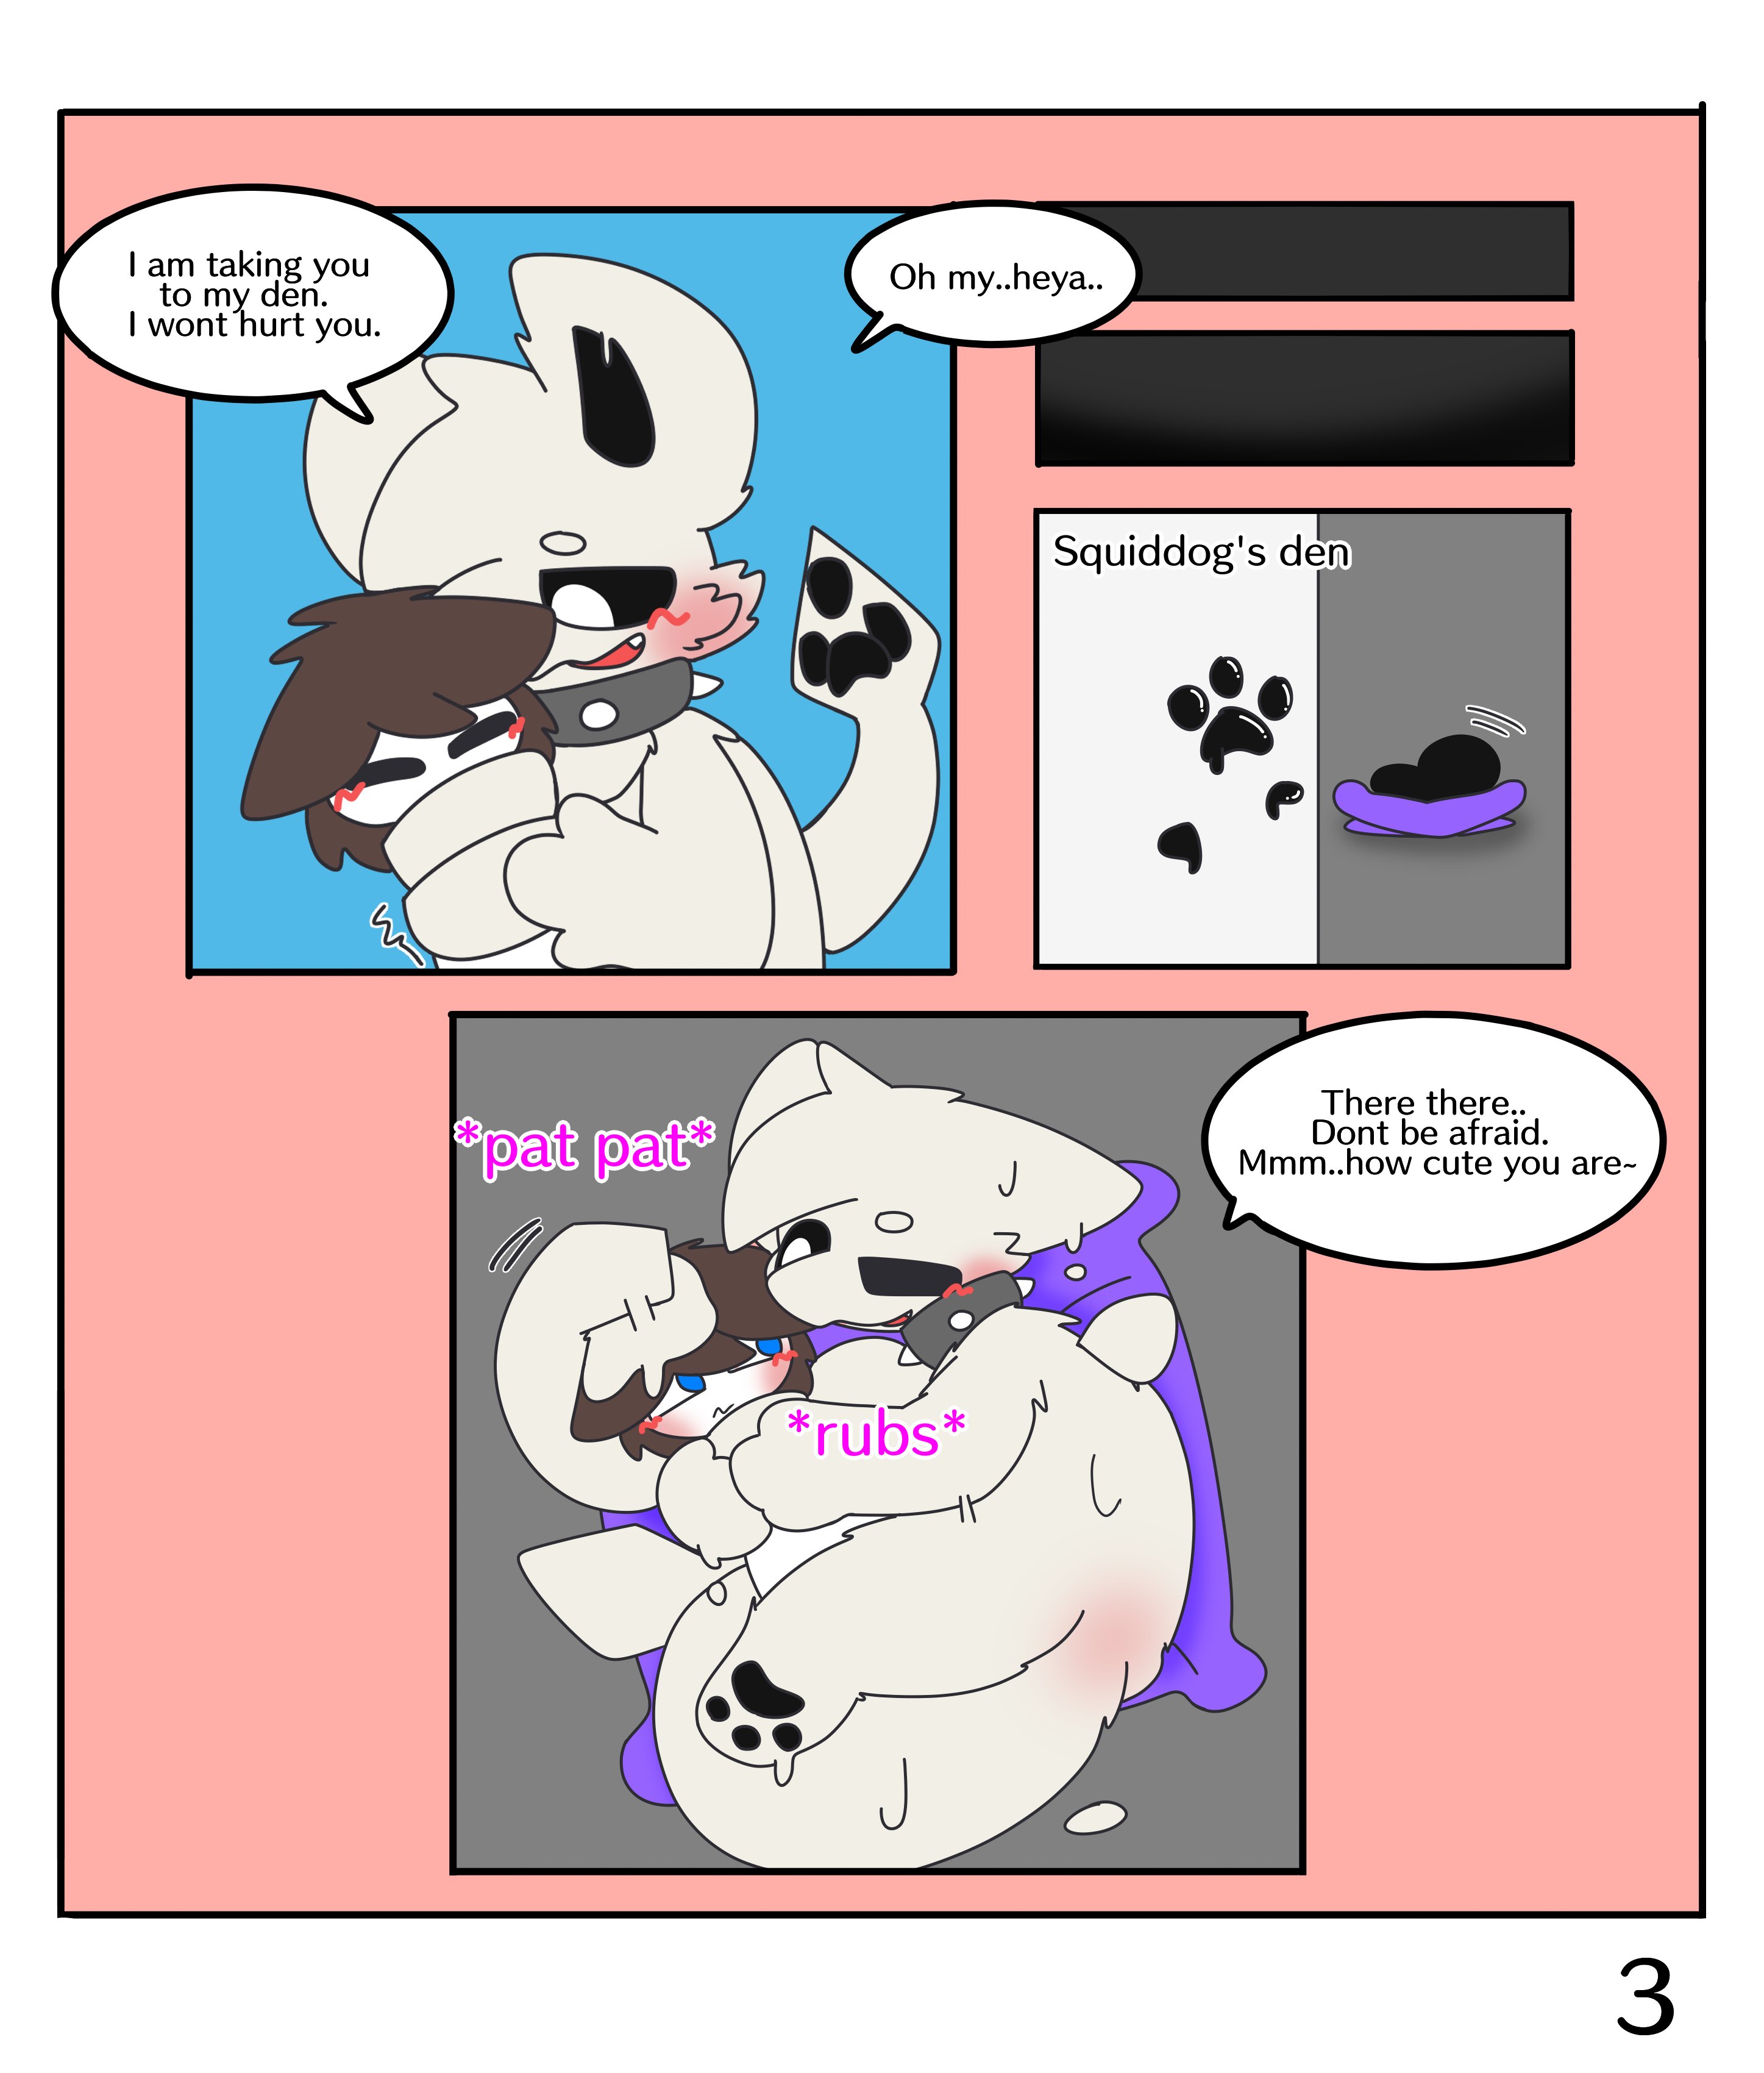 I am taking you
to my den.
I wont hurt you.
Oh my..heya..
Squiddog's den
*pat pat*
There there..
Dont be afraid.
Mmm..how cute you are~
*rubs*
3